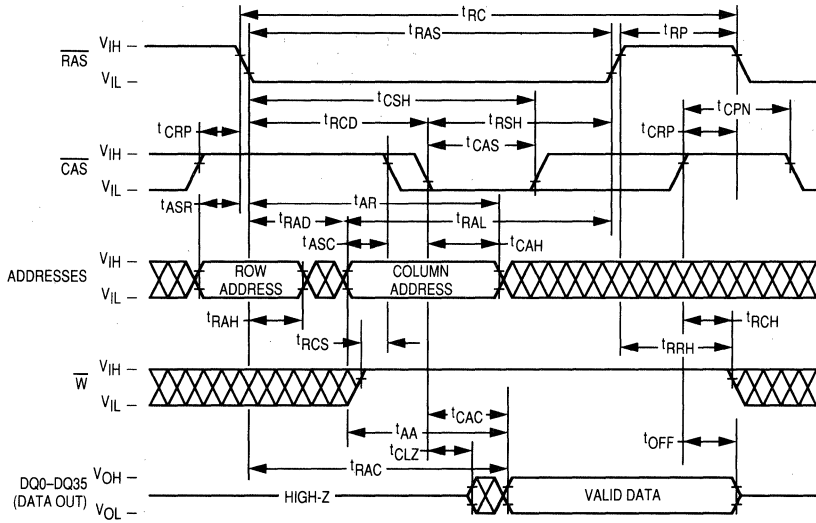 tRC
tRAS
tRP
RAS
VIH
VIL
tCSH
tCPN
tCRP
tRCD
tRSH
tCRP
tCAS
CAS
VIH
VIL
tASR
tAR
tRAD
tRAL
tASC
tCAH
ADDRESSES
VIH
VIL
ROW
ADDRESS
COLUMN
ADDRESS
tRAH
tRCS
tRCH
tRRH
W
VIH
VIL
tCAC
tAA
tCLZ
tOFF
tRAC
DQ0–DQ35
(DATA OUT)
VOH
VOL
HIGH-Z
VALID DATA